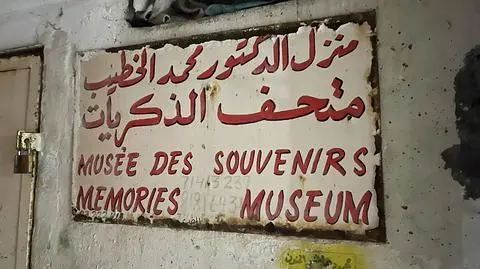 منزل الدكتور محمد الخطيب
متحف الذكريات
MUSÉE DES SOUVENIRS
MEMORIES MUSEUM